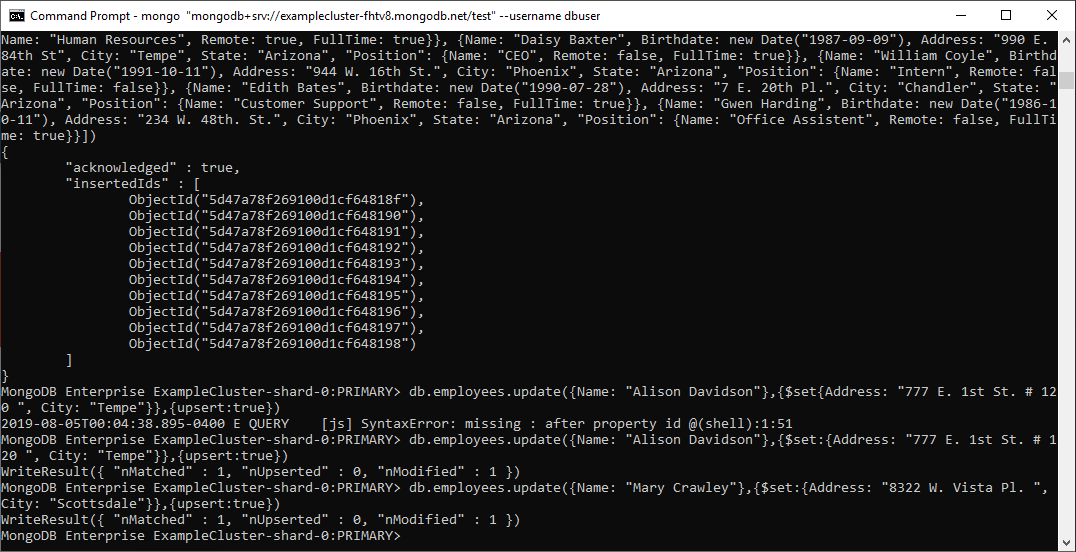 Command Prompt - mongo "mongodb+srv://examplecluster-fhtv8.mongodb.net/test" --username dbuser
Name: "Human Resources", Remote: true, FullTime: true}}, {Name: "Daisy Baxter", Birthdate: new Date("1987-09-09"), Address: "990 E.
84th St", City: "Tempe", State: "Arizona", "Position": {Name: "CEO", Remote: false, FullTime: true}}, {Name: "William Coyle", Birthd
ate: new Date("1991-10-11"), Address: "944 W. 16th St.", City: "Phoenix", State: "Arizona", "Position": {Name: "Intern", Remote: fal
se, FullTime: false}}, {Name: "Edith Bates", Birthdate: new Date("1990-07-28"), Address: "7 E. 20th Pl.", City: "Chandler", State: "
Arizona", "Position": {Name: "Customer Support", Remote: false, FullTime: true}}, {Name: "Gwen Harding", Birthdate: new Date("1986-1
0-11"), Address: "234 W. 48th. St.", City: "Phoenix", State: "Arizona", "Position": {Name: "Office Assistent", Remote: false, FullTi
me: true}}])
{
"acknowledged" : true,
"insertedIds" : [
ObjectId("5d47a78f269100d1cf64818f"),
ObjectId("5d47a78f269100d1cf648190"),
ObjectId("5d47a78f269100d1cf648191"),
ObjectId("5d47a78f269100d1cf648192"),
ObjectId("5d47a78f269100d1cf648193"),
ObjectId("5d47a78f269100d1cf648194"),
ObjectId("5d47a78f269100d1cf648195"),
ObjectId("5d47a78f269100d1cf648196"),
ObjectId("5d47a78f269100d1cf648197"),
ObjectId("5d47a78f269100d1cf648198")
]
}
MongoDB Enterprise ExampleCluster-shard-0:PRIMARY> db.employees.update({Name: "Alison Davidson"},{$set{Address: "777 E. 1st St. # 12
0 ", City: "Tempe"}},{upsert:true})
2019-08-05T00:04:38.895-0400 E QUERY    [js] SyntaxError: missing : after property id @(shell):1:51
MongoDB Enterprise ExampleCluster-shard-0:PRIMARY> db.employees.update({Name: "Alison Davidson"},{$set:{Address: "777 E. 1st St. # 1
20 ", City: "Tempe"}},{upsert:true})
WriteResult({ "nMatched" : 1, "nUpserted" : 0, "nModified" : 1 })
MongoDB Enterprise ExampleCluster-shard-0:PRIMARY> db.employees.update({Name: "Mary Crawley"},{$set:{Address: "8322 W. Vista Pl. ",
City: "Scottsdale"}},{upsert:true})
WriteResult({ "nMatched" : 1, "nUpserted" : 0, "nModified" : 1 })
MongoDB Enterprise ExampleCluster-shard-0:PRIMARY>